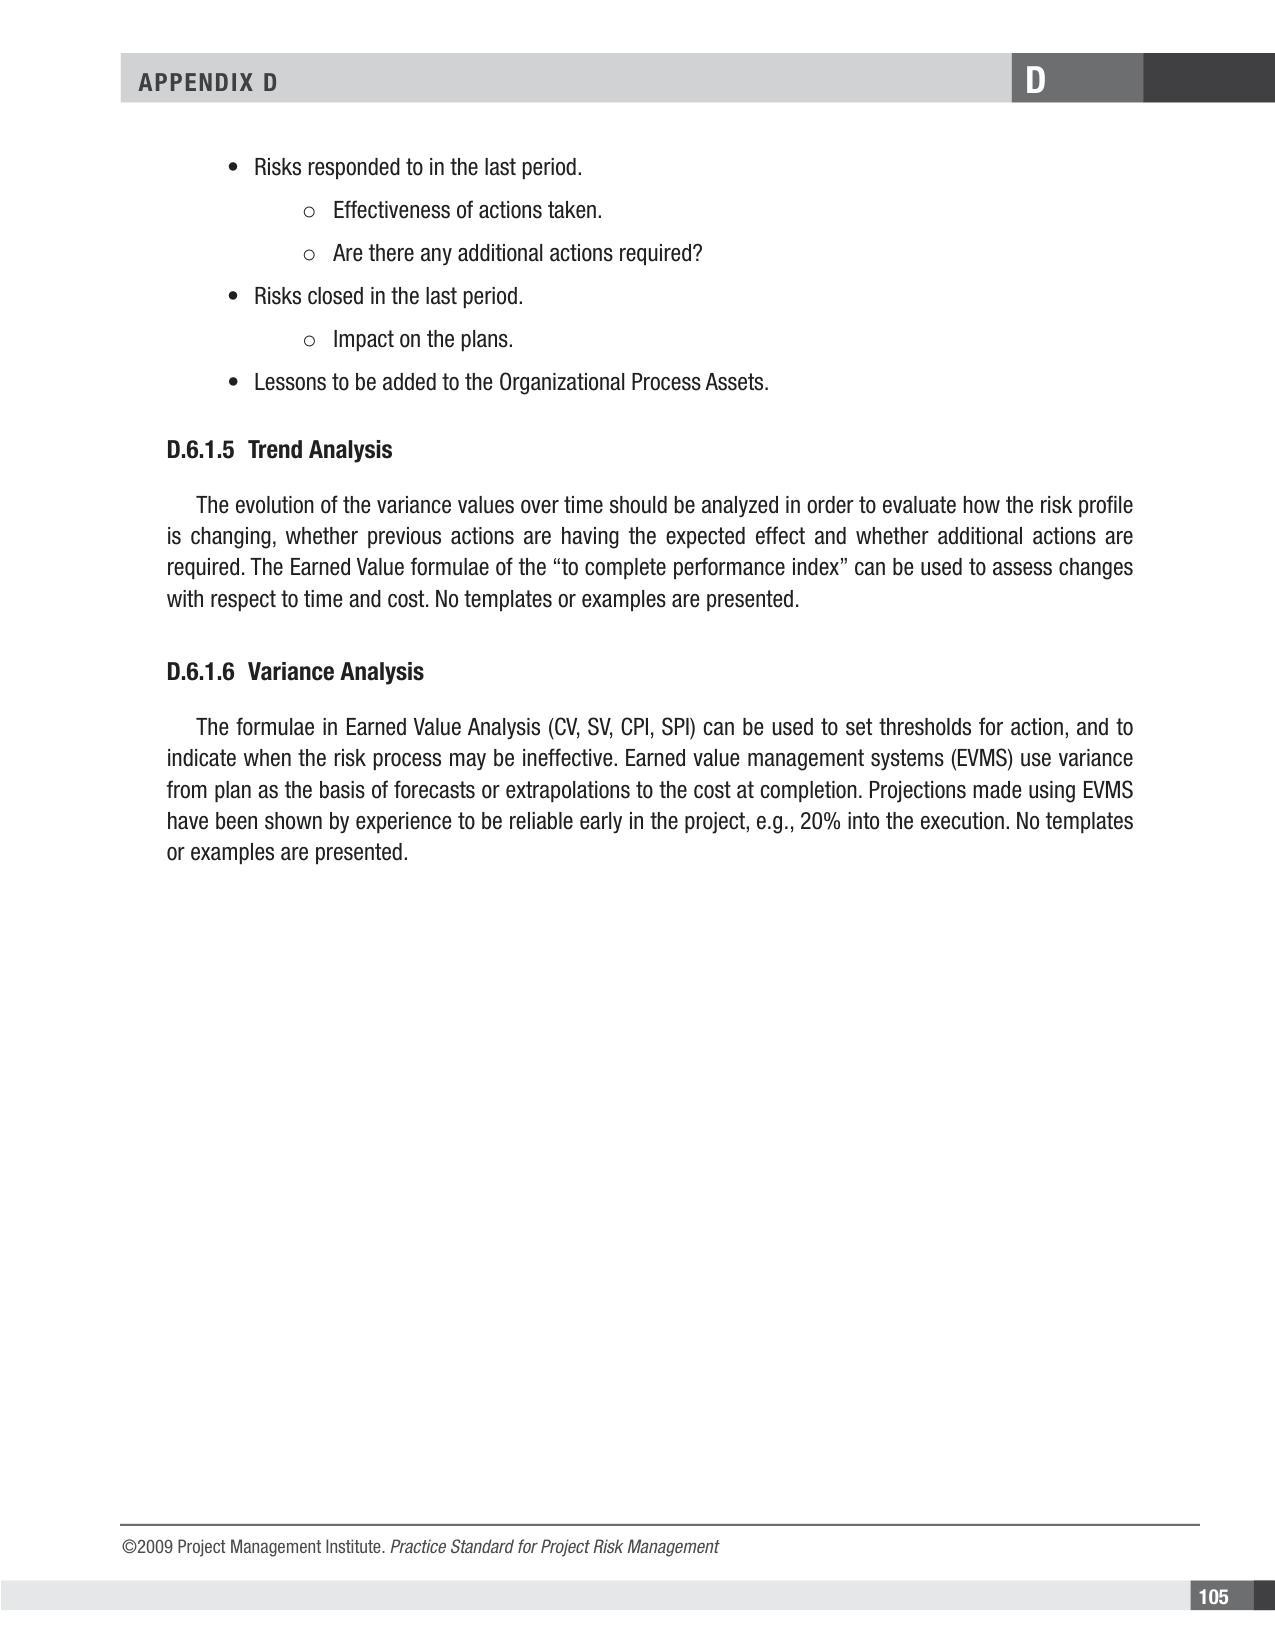 APPENDIX D
D
• Risks responded to in the last period.
○ Effectiveness of actions taken.
○ Are there any additional actions required?
• Risks closed in the last period.
○ Impact on the plans.
• Lessons to be added to the Organizational Process Assets.
D.6.1.5 Trend Analysis
The evolution of the variance values over time should be analyzed in order to evaluate how the risk profile
is changing, whether previous actions are having the expected effect and whether additional actions are
required. The Earned Value formulae of the “to complete performance index” can be used to assess changes
with respect to time and cost. No templates or examples are presented.
D.6.1.6 Variance Analysis
The formulae in Earned Value Analysis (CV, SV, CPI, SPI) can be used to set thresholds for action, and to
indicate when the risk process may be ineffective. Earned value management systems (EVMS) use variance
from plan as the basis of forecasts or extrapolations to the cost at completion. Projections made using EVMS
have been shown by experience to be reliable early in the project, e.g., 20% into the execution. No templates
or examples are presented.
©2009 Project Management Institute. Practice Standard for Project Risk Management
105